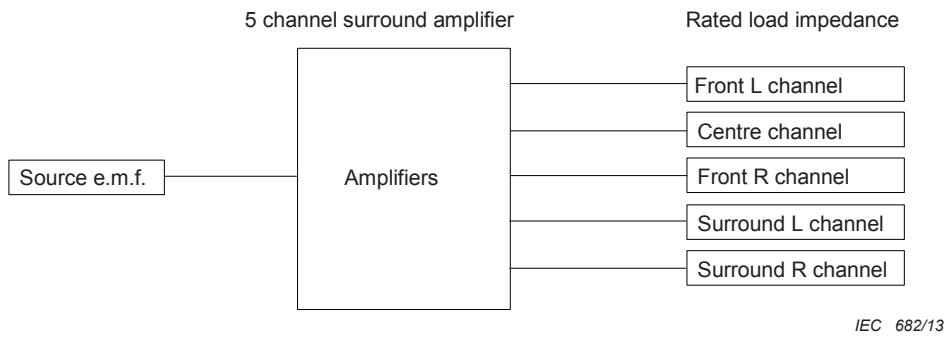 5 channel surround amplifier
Rated load impedance
Source e.m.f.
Amplifiers
Front L channel
Centre channel
Front R channel
Surround L channel
Surround R channel
IEC 682/13